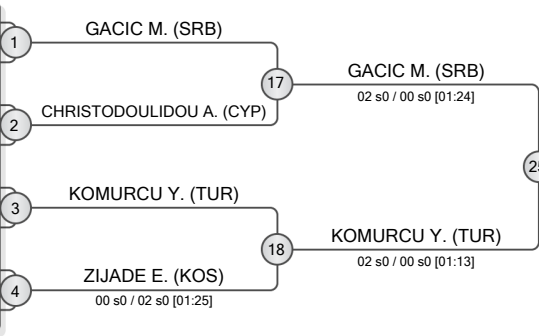 GACIC M. (SRB)
1
17
GACIC M. (SRB)
02 s0 / 00 s0 [01:24]
CHRISTODOULIDOU A. (CYP)
2
25
KOMURCU Y. (TUR)
3
18
KOMURCU Y. (TUR)
02 s0 / 00 s0 [01:13]
ZIJADE E. (KOS)
4
00 s0 / 02 s0 [01:25]